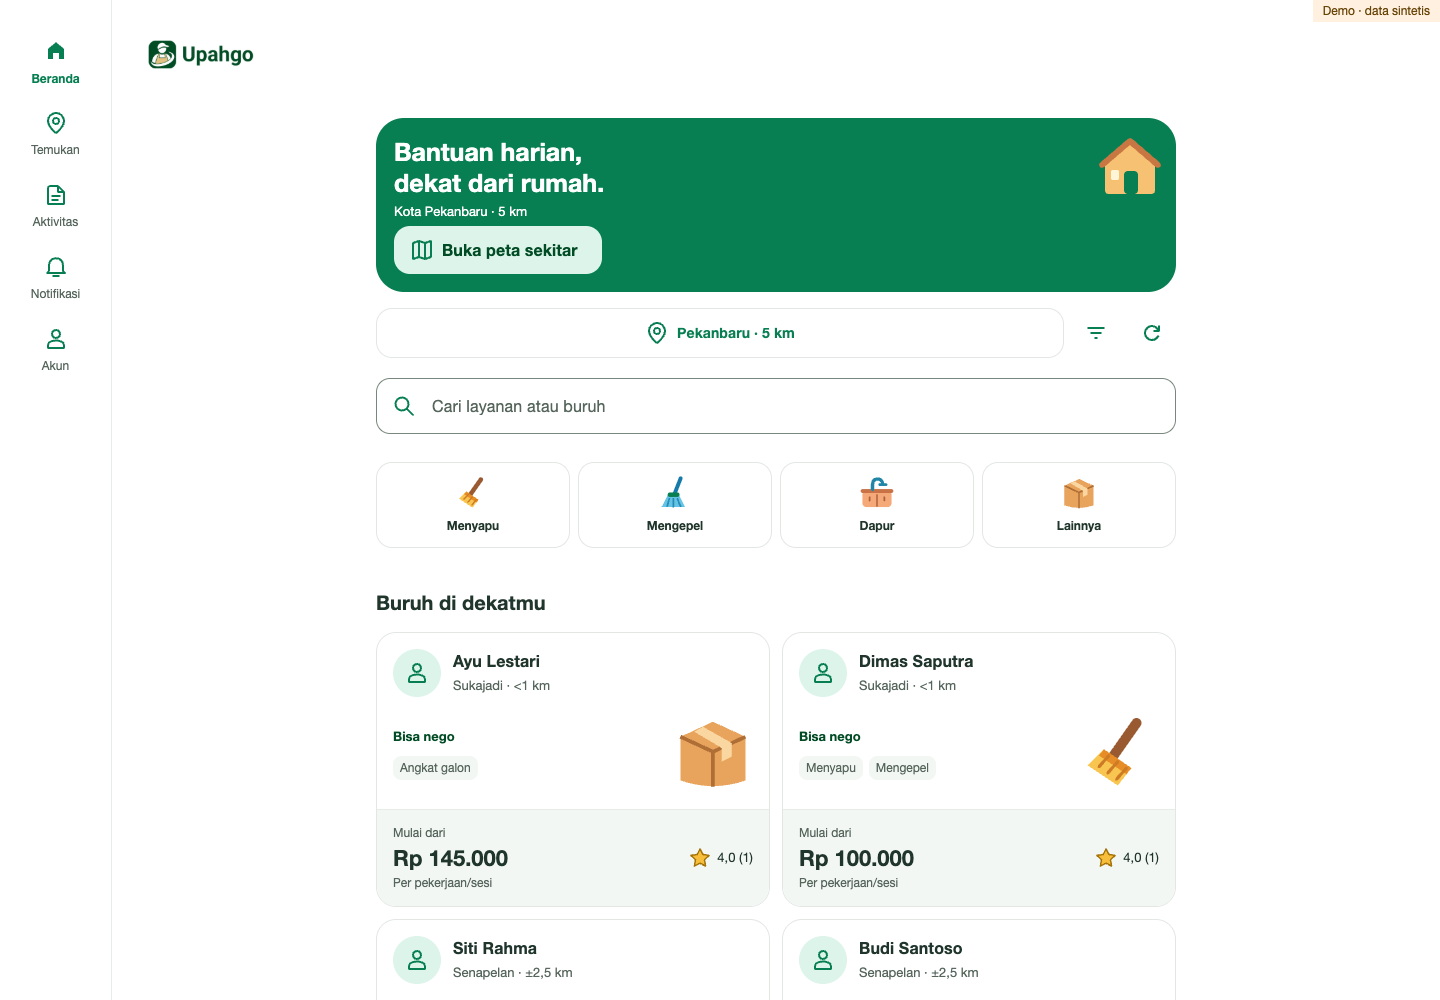 Demo · data sintetis
Upahgo
Beranda
Temukan
Aktivitas
Notifikasi
Akun
Bantuan harian,
dekat dari rumah.
Kota Pekanbaru · 5 km
Buka peta sekitar
Pekanbaru · 5 km
Cari layanan atau buruh
Menyapu
Mengepel
Dapur
Lainnya
Buruh di dekatmu
Ayu Lestari
Sukajadi · <1 km
Bisa nego
Angkat galon
Mulai dari
Rp 145.000
4,0 (1)
Per pekerjaan/sesi
Dimas Saputra
Sukajadi · <1 km
Bisa nego
Menyapu Mengepel
Mulai dari
Rp 100.000
4,0 (1)
Per pekerjaan/sesi
Siti Rahma
Senapelan · ±2,5 km
Budi Santoso
Senapelan · ±2,5 km